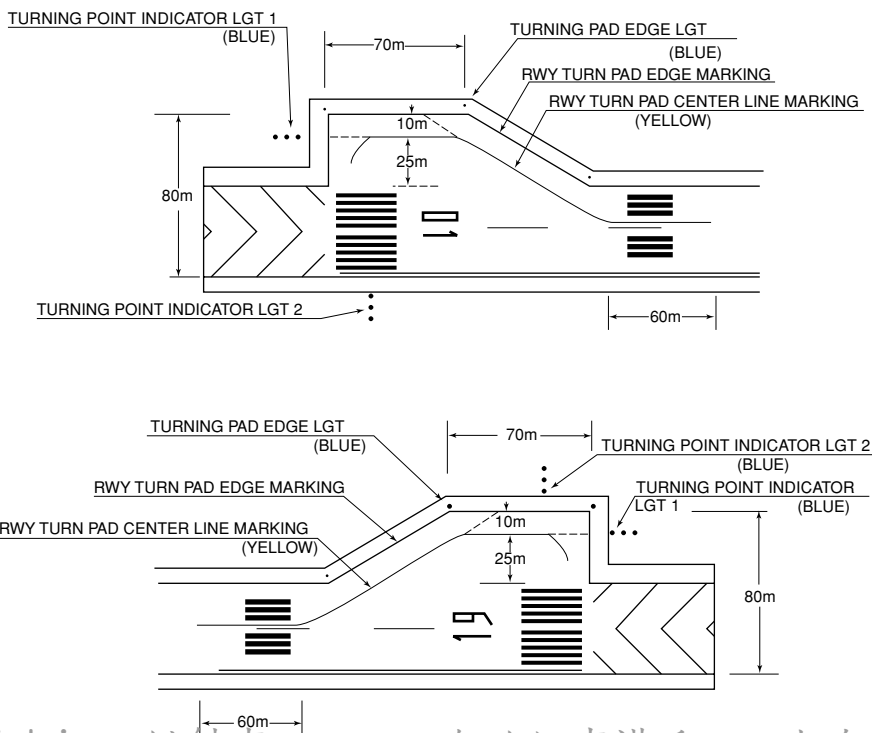 TURNING POINT INDICATOR LGT 1
(BLUE)
70m
TURNING PAD EDGE LGT
(BLUE)
RWY TURN PAD EDGE MARKING
RWY TURN PAD CENTER LINE MARKING
(YELLOW)
10m
25m
80m
01
TURNING POINT INDICATOR LGT 2
60m
TURNING PAD EDGE LGT
(BLUE)
70m
TURNING POINT INDICATOR LGT 2
(BLUE)
RWY TURN PAD EDGE MARKING
TURNING POINT INDICATOR
LGT 1 (BLUE)
RWY TURN PAD CENTER LINE MARKING
(YELLOW)
10m
25m
80m
19
60m